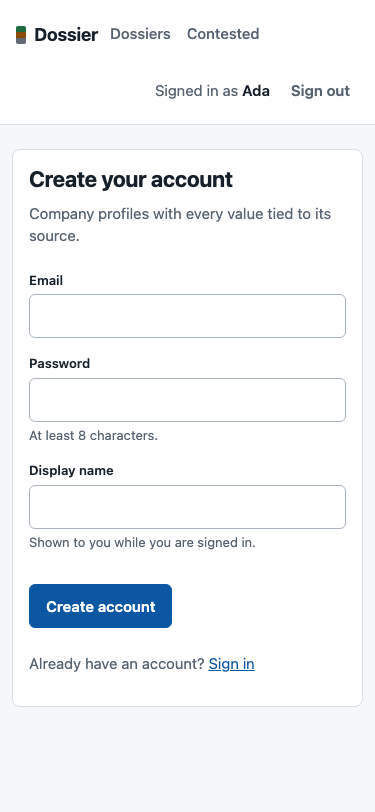 Dossier Dossiers Contested
Signed in as Ada Sign out
Create your account
Company profiles with every value tied to its
source.
Email
Password
At least 8 characters.
Display name
Shown to you while you are signed in.
Create account
Already have an account? Sign in